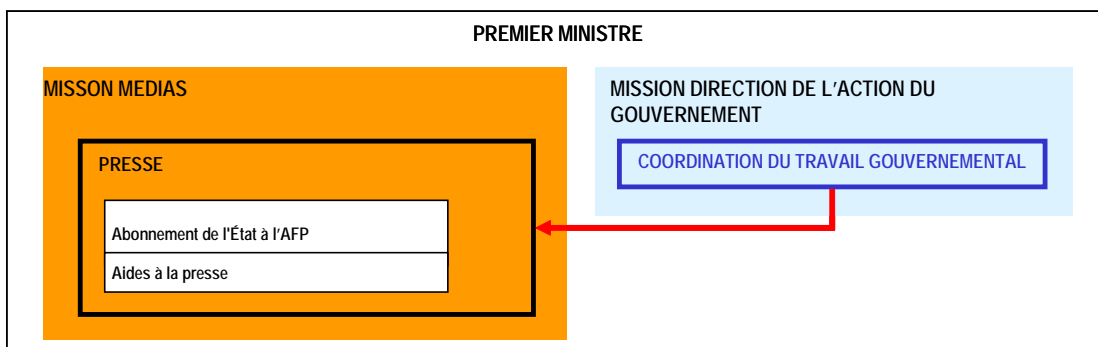 PREMIER MINISTRE
MISSON MEDIAS
PRESSE
Abonnement de l'État à l'AFP
Aides à la presse
MISSION DIRECTION DE L'ACTION DU
GOUVERNEMENT
COORDINATION DU TRAVAIL GOUVERNEMENTAL